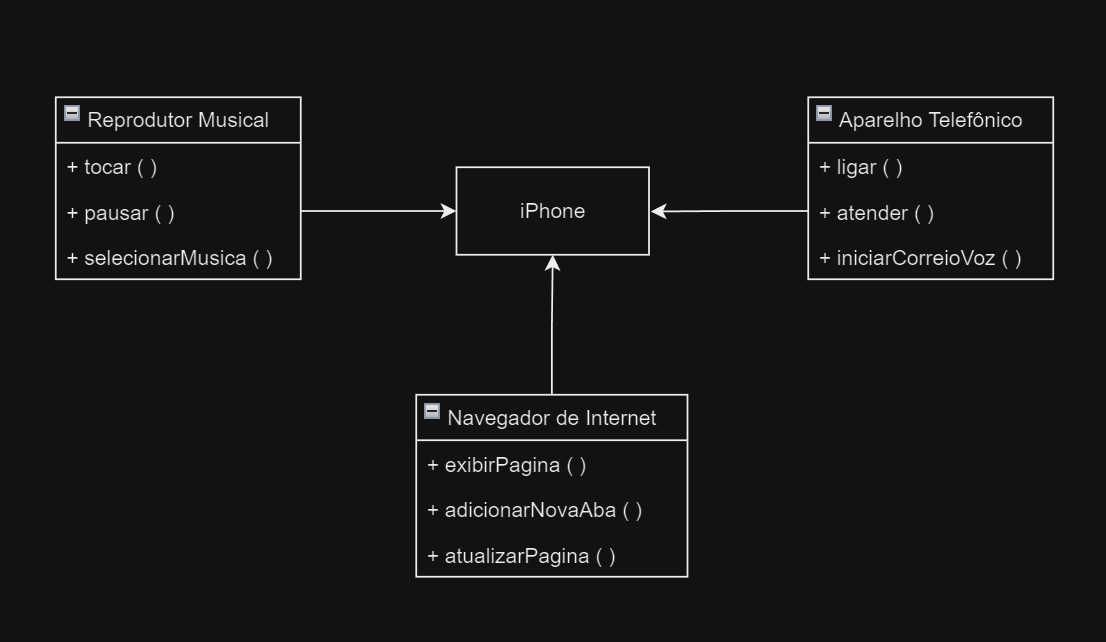 Reprodutor Musical
+ tocar ( )
+ pausar ( )
+ selecionarMusica ( )
iPhone
Aparelho Telefônico
+ ligar ( )
+ atender ( )
+ iniciarCorreioVoz ( )
Navegador de Internet
+ exibirPagina ( )
+ adicionarNovaAba ( )
+ atualizarPagina ( )